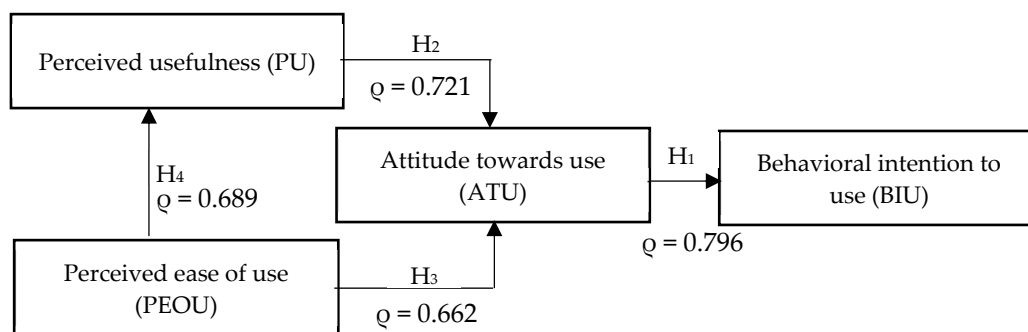 H₂
Perceived usefulness (PU)
ϱ = 0.721
Attitude towards use
(ATU)
H₁
Behavioral intention to
use (BIU)
H₄
ϱ = 0.689
ϱ = 0.796
Perceived ease of use
(PEOU)
H₃
ϱ = 0.662